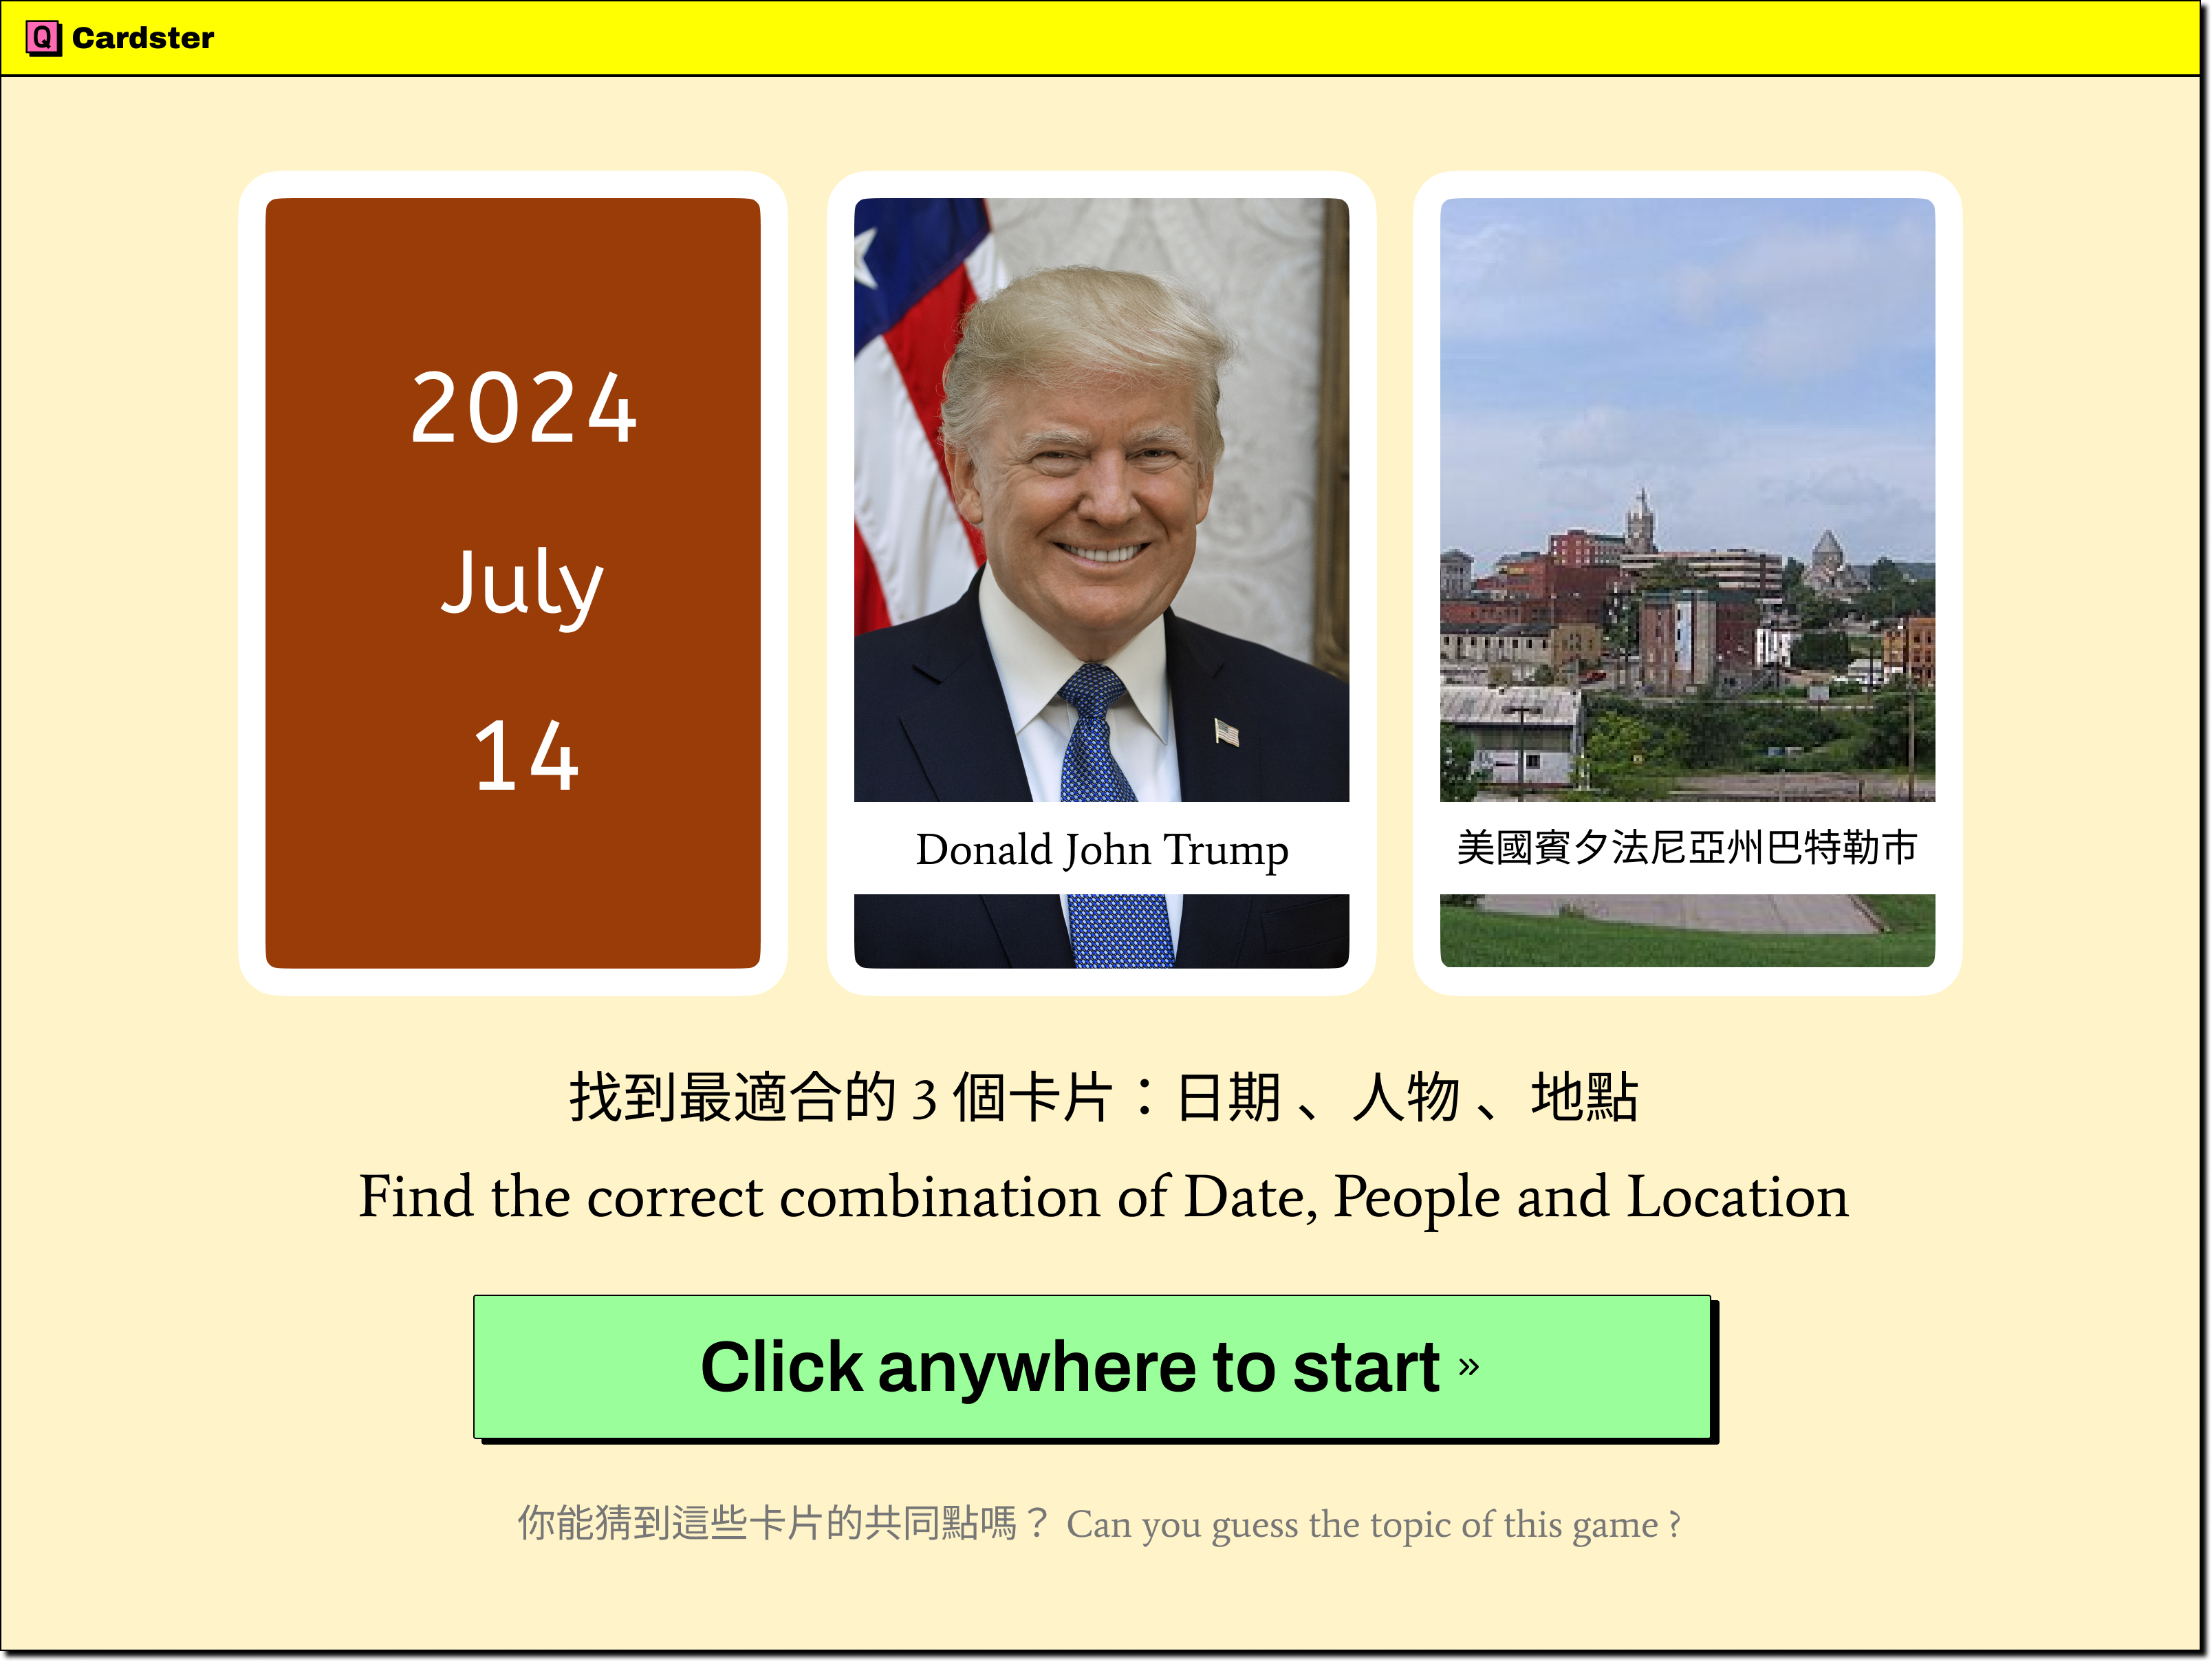 Q Cardster
2024
July
14
Donald John Trump
美國賓夕法尼亞州巴特勒市
找到最適合的 3 個卡片：日期 、人物 、地點
Find the correct combination of Date, People and Location
Click anywhere to start »
你能猜到這些卡片的共同點嗎？ Can you guess the topic of this game ?